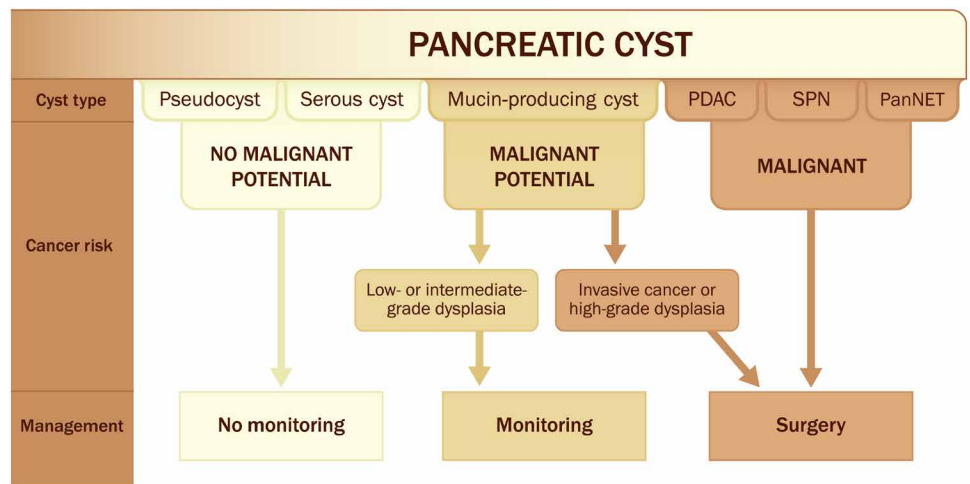 PANCREATIC CYST
Cyst type
Pseudocyst
Serous cyst
Mucin-producing cyst
PDAC
SPN
PanNET
NO MALIGNANT
POTENTIAL
MALIGNANT
POTENTIAL
MALIGNANT
Cancer risk
Low- or intermediate-
grade dysplasia
Invasive cancer or
high-grade dysplasia
Management
No monitoring
Monitoring
Surgery